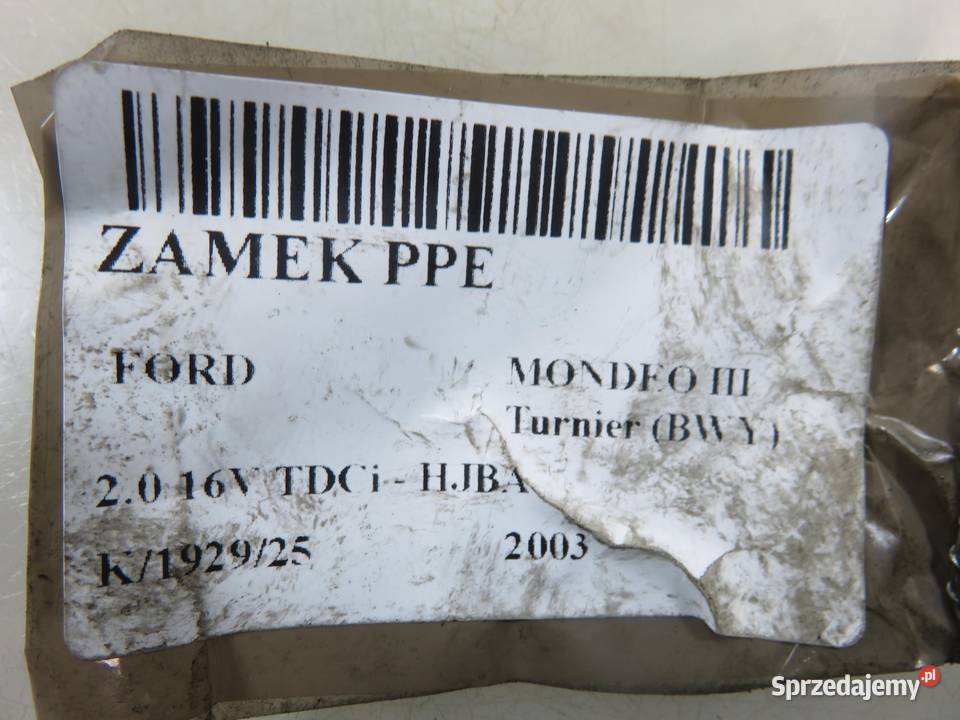 ZAMEK PPE
FORD
MONDEO III
Turnier (BWY)
2.0 16V TDCi - HJBA
K/1929/25
2003
Sprzedajemy.pl